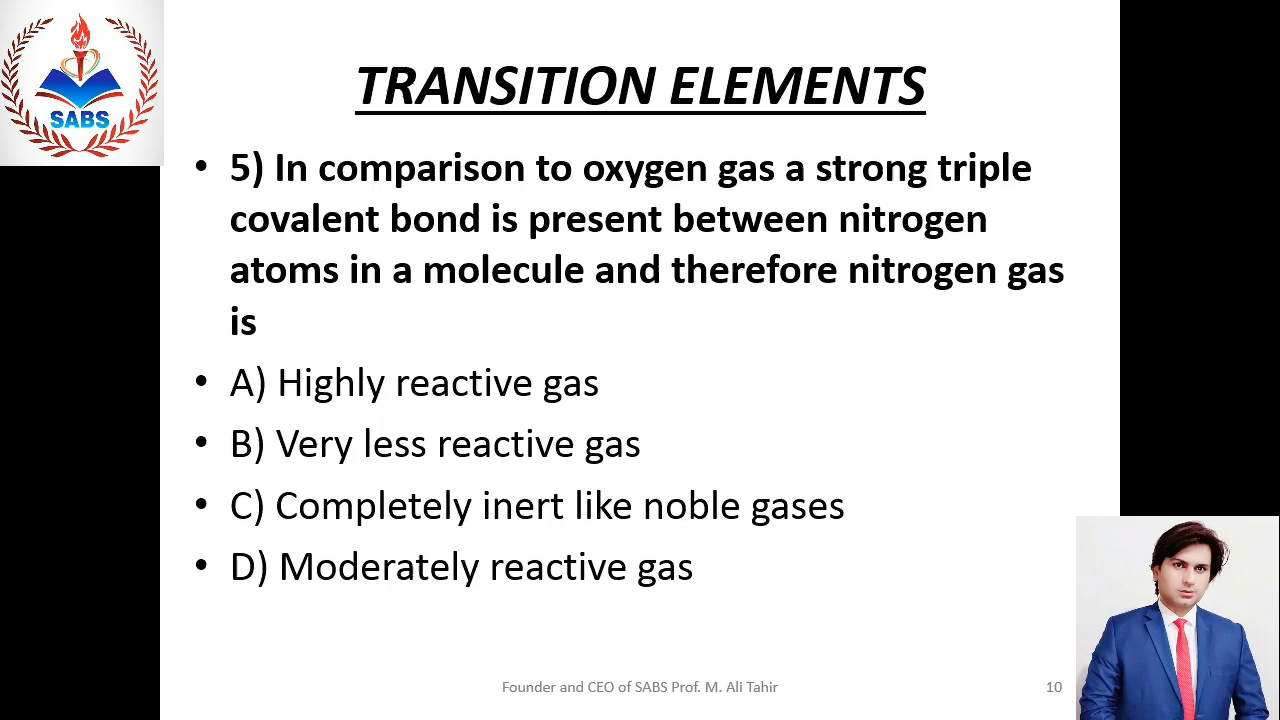 SABS
TRANSITION ELEMENTS
• 5) In comparison to oxygen gas a strong triple
covalent bond is present between nitrogen
atoms in a molecule and therefore nitrogen gas
is
• A) Highly reactive gas
• B) Very less reactive gas
• C) Completely inert like noble gases
• D) Moderately reactive gas
Founder and CEO of SABS Prof. M. Ali Tahir
10